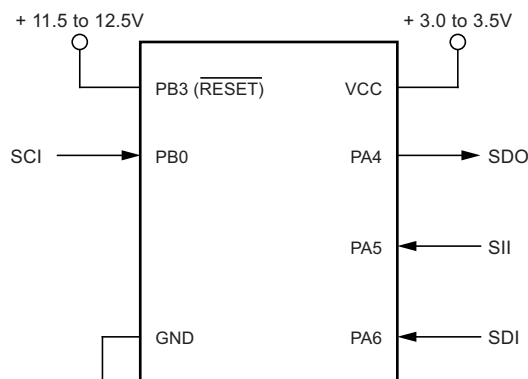 + 11.5 to 12.5V
+ 3.0 to 3.5V
PB3 (RESET)
VCC
SCI
PB0
PA4
SDO
PA5
SII
GND
PA6
SDI